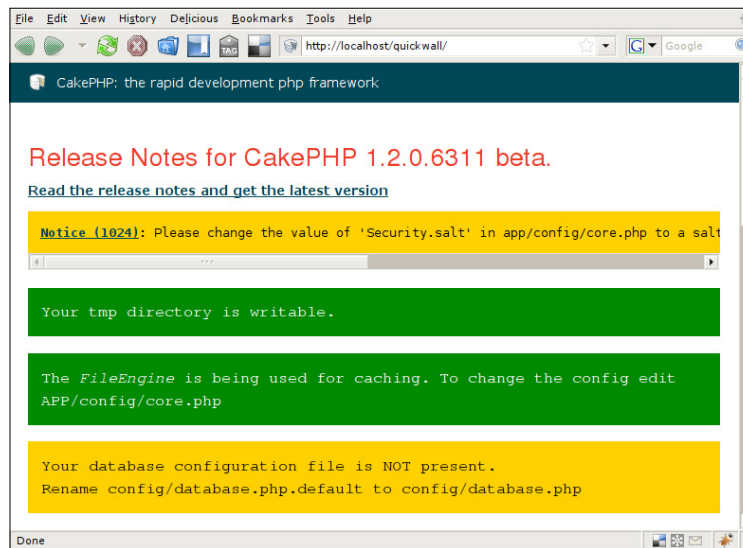 File Edit View History Delicious Bookmarks Tools Help
TAG http://localhost/quickwall/ G Google
CakePHP: the rapid development php framework
Release Notes for CakePHP 1.2.0.6311 beta.
Read the release notes and get the latest version
Notice (1024): Please change the value of 'Security.salt' in app/config/core.php to a salt
Your tmp directory is writable.
The FileEngine is being used for caching. To change the config edit
APP/config/core.php
Your database configuration file is NOT present.
Rename config/database.php.default to config/database.php
Done